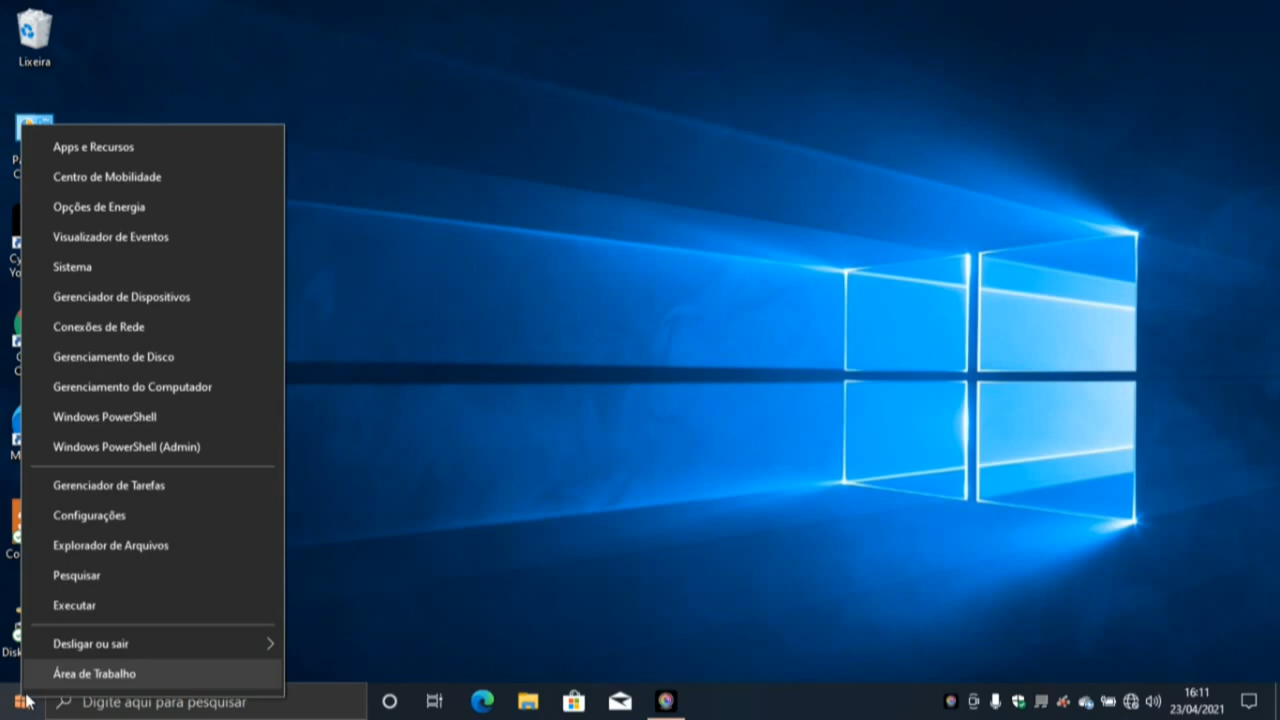 Lixeira
Apps e Recursos
Centro de Mobilidade
Opções de Energia
Visualizador de Eventos
Sistema
Gerenciador de Dispositivos
Conexões de Rede
Gerenciamento de Disco
Gerenciamento do Computador
Windows PowerShell
Windows PowerShell (Admin)
Gerenciador de Tarefas
Configurações
Explorador de Arquivos
Pesquisar
Executar
Desligar ou sair
Área de Trabalho
Digite aqui para pesquisar
16:11
23/04/2021